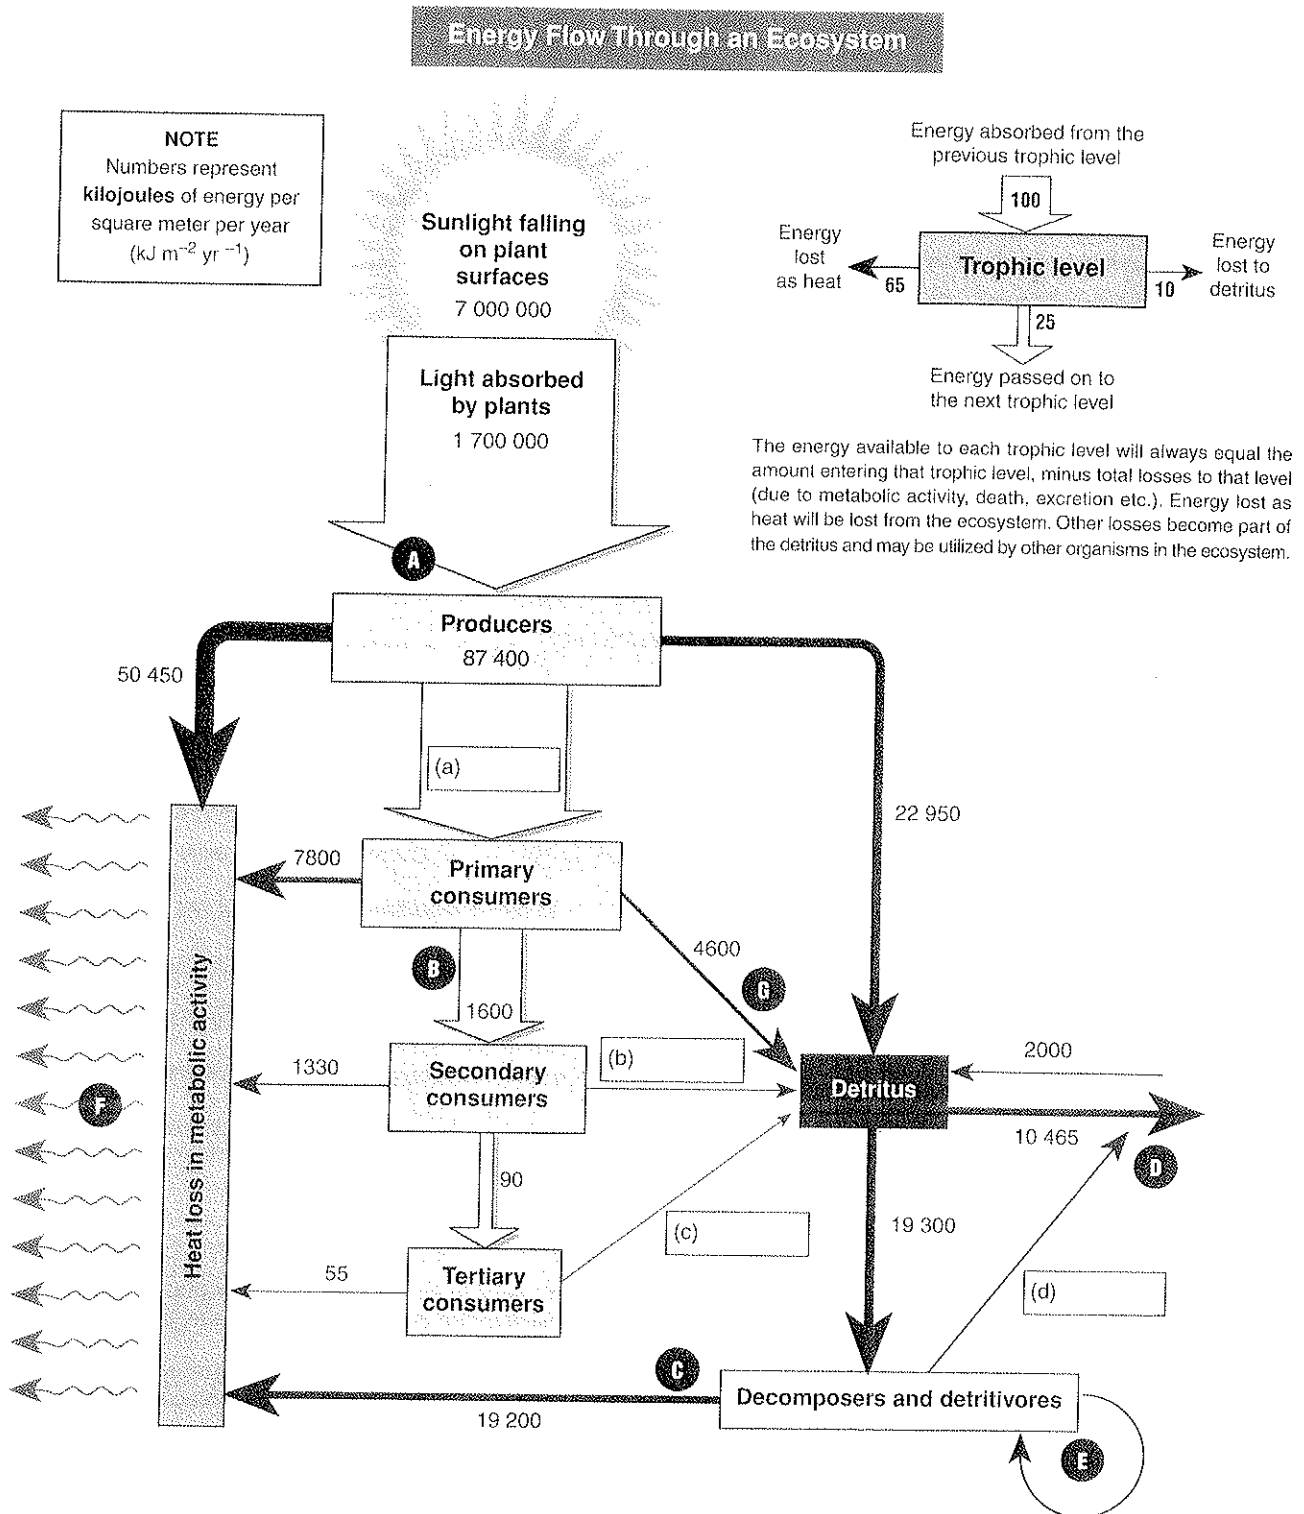 Energy Flow Through an Ecosystem
NOTE
Numbers represent
kilojoules of energy per
square meter per year
(kJ m⁻² yr ⁻¹)
Sunlight falling
on plant
surfaces
7 000 000
Light absorbed
by plants
1 700 000
Energy absorbed from the
previous trophic level
100
Energy
lost
as heat
65
Trophic level
10
Energy
lost to
detritus
25
Energy passed on to
the next trophic level
The energy available to each trophic level will always equal the
amount entering that trophic level, minus total losses to that level
(due to metabolic activity, death, excretion etc.). Energy lost as
heat will be lost from the ecosystem. Other losses become part of
the detritus and may be utilized by other organisms in the ecosystem.
A
Producers
87 400
50 450
(a)
22 950
7800
Primary
consumers
4600
B
G
1600
1330
Secondary
consumers
(b)
Detritus
2000
10 465
F
D
Heat loss in metabolic activity
90
(c)
19 300
55
Tertiary
consumers
(d)
C
19 200
Decomposers and detritivores
E